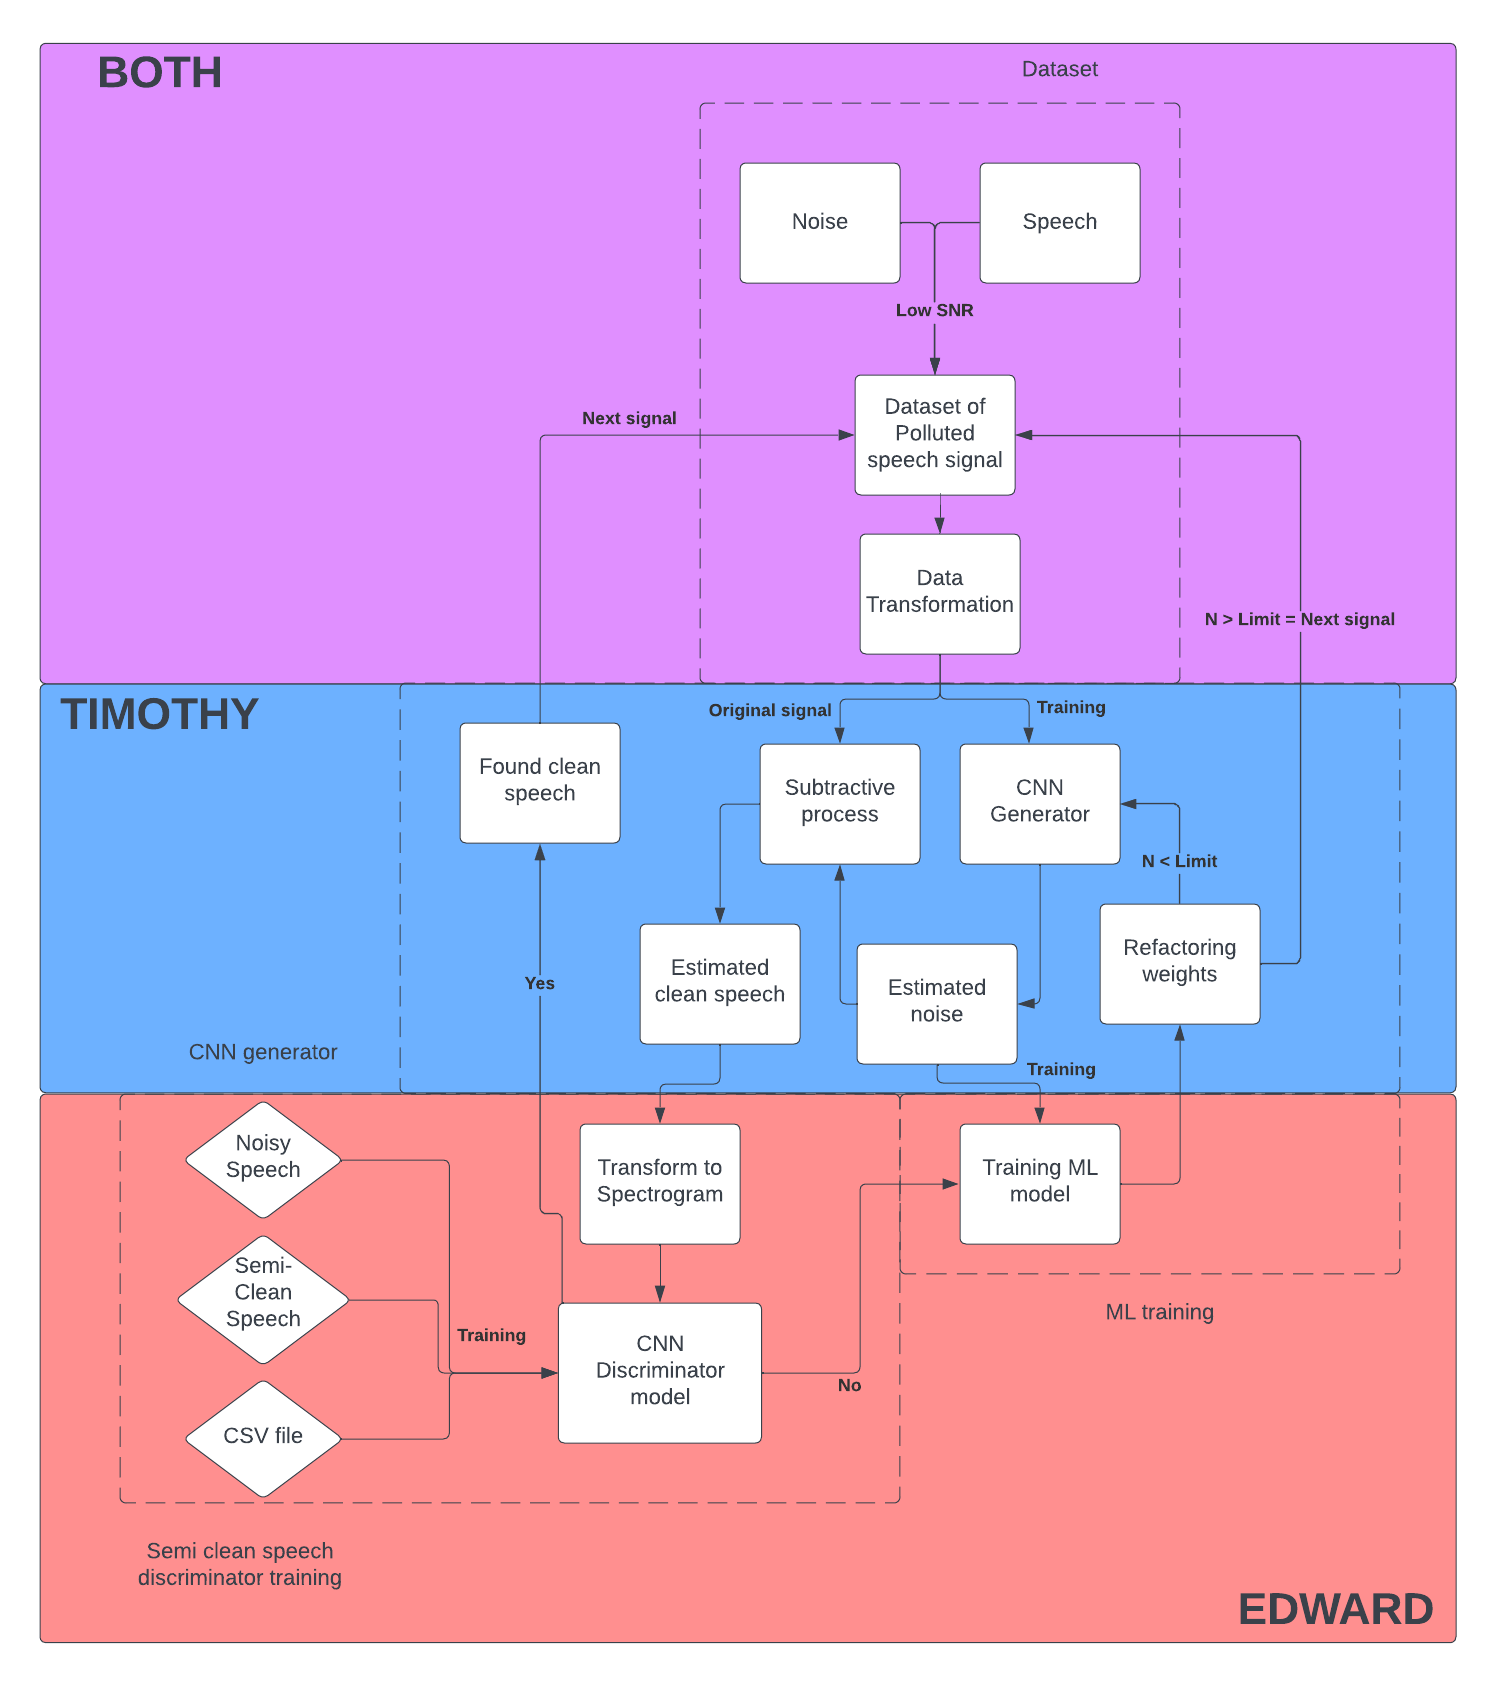 BOTH
Dataset
Noise
Speech
Low SNR
Next signal
Dataset of
Polluted
speech signal
Data
Transformation
N > Limit = Next signal
TIMOTHY
Original signal
Training
Found clean
speech
Subtractive
process
CNN
Generator
N < Limit
Estimated
clean speech
Estimated
noise
Refactoring
weights
Yes
CNN generator
Training
Noisy
Speech
Transform to
Spectrogram
Training ML
model
Semi-
Clean
Speech
Training
ML training
CNN
Discriminator
model
No
CSV file
Semi clean speech
discriminator training
EDWARD